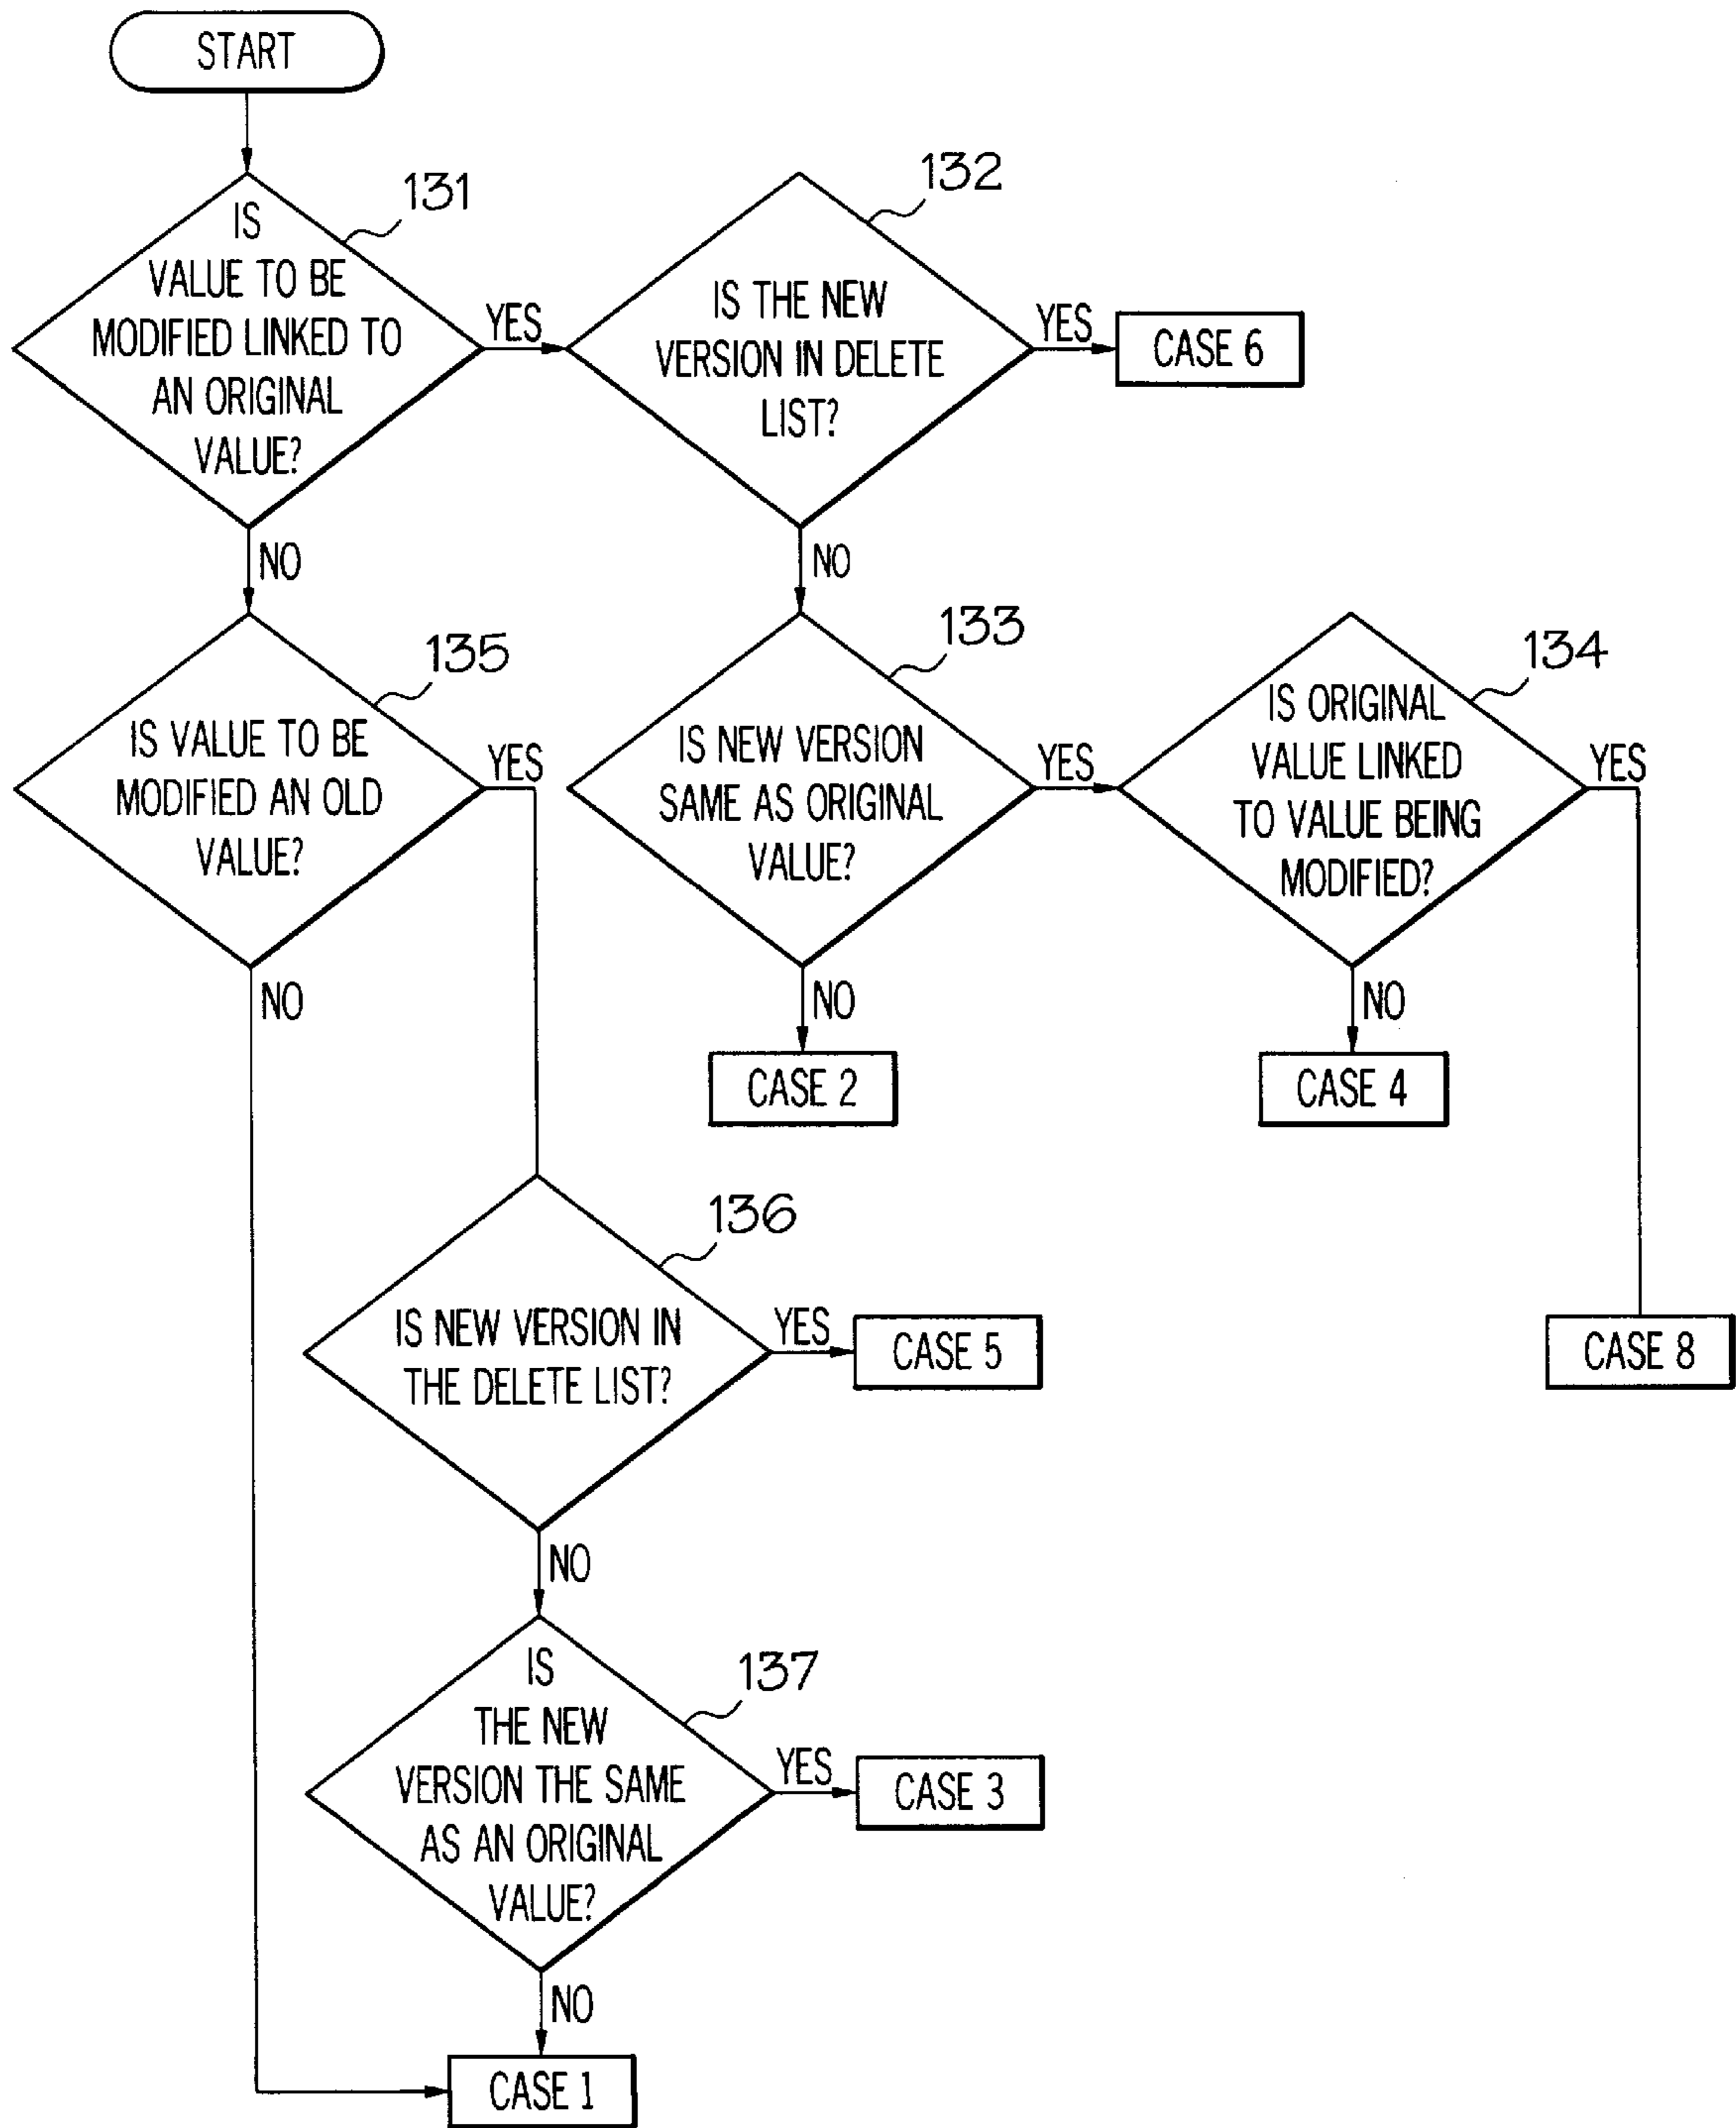 START
131
IS
VALUE TO BE
MODIFIED LINKED TO
AN ORIGINAL
VALUE?
YES
NO
132
IS THE NEW
VERSION IN DELETE
LIST?
YES
CASE 6
NO
135
IS VALUE TO BE
MODIFIED AN OLD
VALUE?
YES
NO
133
IS NEW VERSION
SAME AS ORIGINAL
VALUE?
YES
NO
CASE 2
134
IS ORIGINAL
VALUE LINKED
TO VALUE BEING
MODIFIED?
YES
NO
CASE 4
CASE 8
136
IS NEW VERSION IN
THE DELETE LIST?
YES
CASE 5
NO
137
IS
THE NEW
VERSION THE SAME
AS AN ORIGINAL
VALUE?
YES
CASE 3
NO
CASE 1